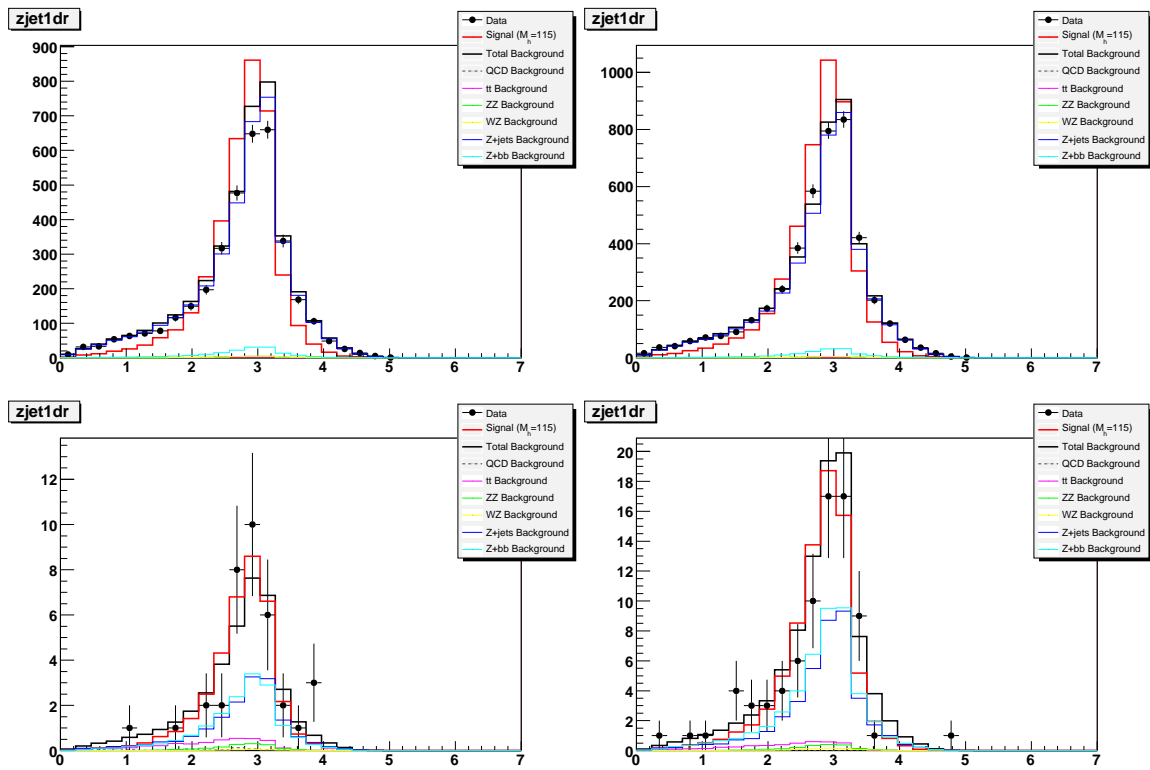 zjet1dr
Data
Signal (M_h=115)
Total Background
QCD Background
tt Background
ZZ Background
WZ Background
Z+jets Background
Z+bb Background
900
800
700
600
500
400
300
200
100
0
0 1 2 3 4 5 6 7
zjet1dr
Data
Signal (M_h=115)
Total Background
QCD Background
tt Background
ZZ Background
WZ Background
Z+jets Background
Z+bb Background
1000
800
600
400
200
0
0 1 2 3 4 5 6 7
zjet1dr
Data
Signal (M_h=115)
Total Background
QCD Background
tt Background
ZZ Background
WZ Background
Z+jets Background
Z+bb Background
12
10
8
6
4
2
0
0 1 2 3 4 5 6 7
zjet1dr
Data
Signal (M_h=115)
Total Background
QCD Background
tt Background
ZZ Background
WZ Background
Z+jets Background
Z+bb Background
20
18
16
14
12
10
8
6
4
2
0
0 1 2 3 4 5 6 7